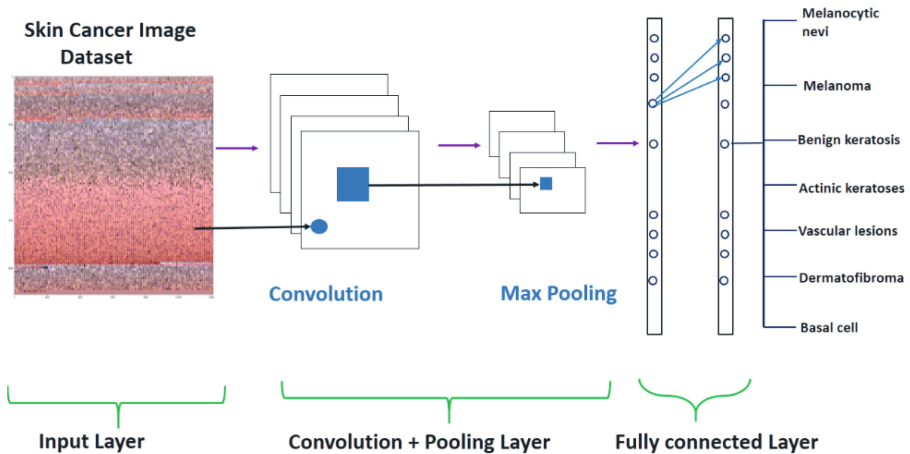 Skin Cancer Image
Dataset
Convolution
Max Pooling
Melanocytic
nevi
Melanoma
Benign keratosis
Actinic keratoses
Vascular lesions
Dermatofibroma
Basal cell
Input Layer
Convolution + Pooling Layer
Fully connected Layer